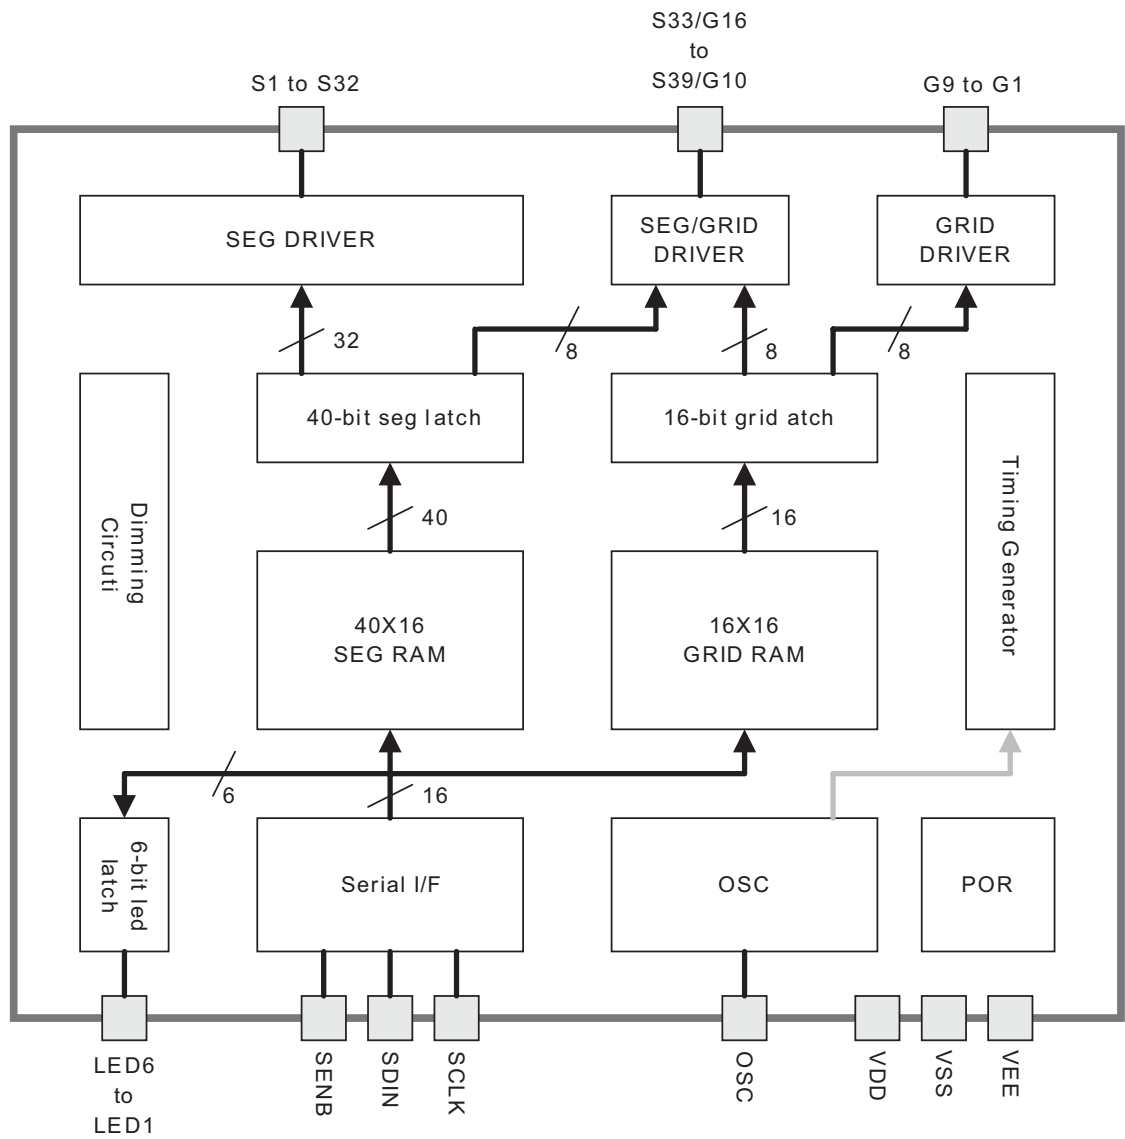 S33/G16
to
S39/G10
S1 to S32
G9 to G1
SEG DRIVER
SEG/GRID
DRIVER
GRID
DRIVER
32
8
8
8
40-bit seg latch
16-bit grid atch
Dimming
Circuti
Timing Generator
40
16
40X16
SEG RAM
16X16
GRID RAM
6
16
6-bit led
latch
Serial I/F
OSC
POR
LED6
to
LED1
SENB
SDIN
SCLK
OSC
VDD
VSS
VEE